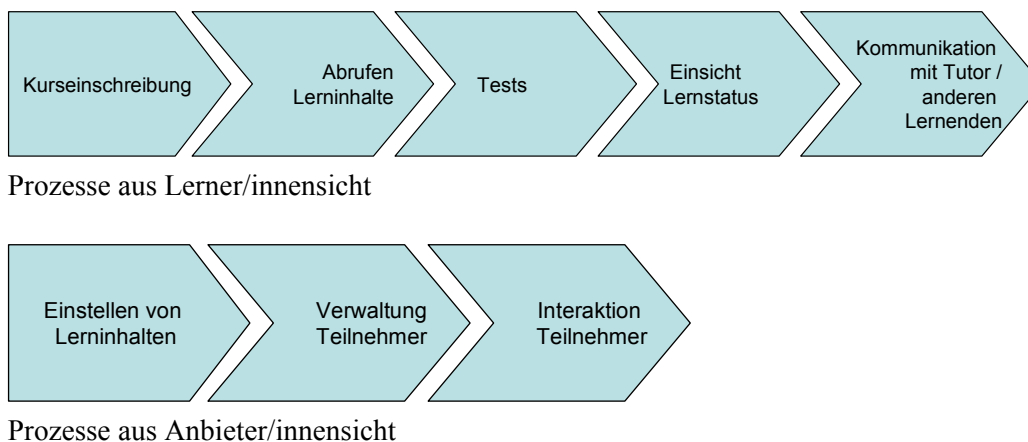 Kurseinschreibung
Abrufen
Lerninhalte
Tests
Einsicht
Lernstatus
Kommunikation
mit Tutor /
anderen
Lernenden
Prozesse aus Lerner/innensicht
Einstellen von
Lerninhalten
Verwaltung
Teilnehmer
Interaktion
Teilnehmer
Prozesse aus Anbieter/innensicht